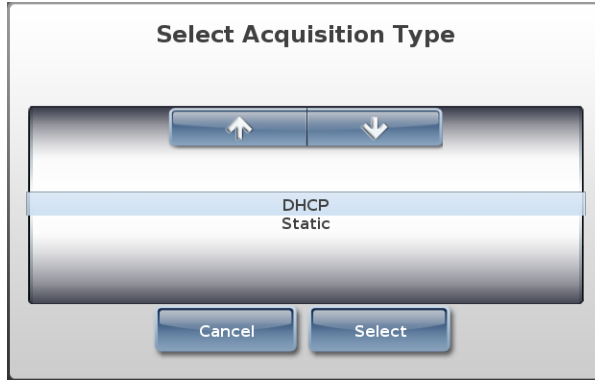 Select Acquisition Type
DHCP
Static
Cancel
Select